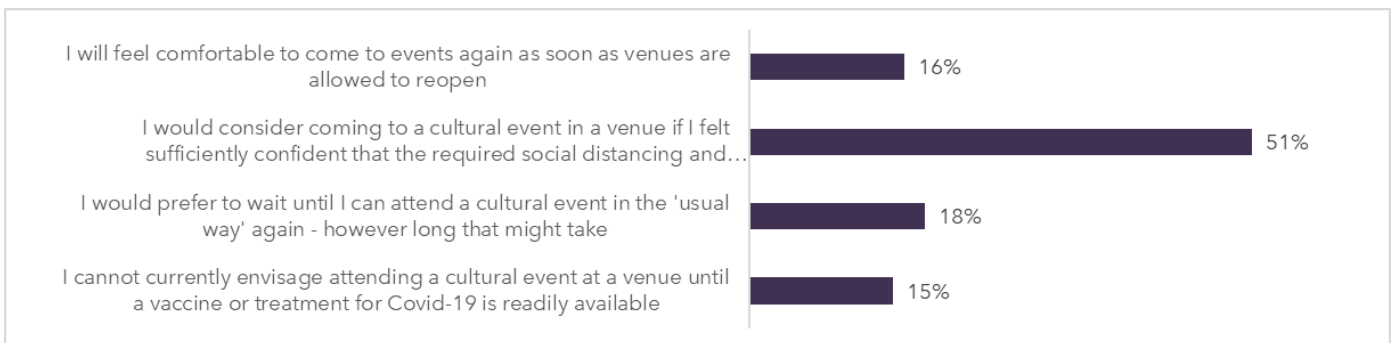 I will feel comfortable to come to events again as soon as venues are
allowed to reopen
16%
I would consider coming to a cultural event in a venue if I felt
sufficiently confident that the required social distancing and…
51%
I would prefer to wait until I can attend a cultural event in the 'usual
way' again - however long that might take
18%
I cannot currently envisage attending a cultural event at a venue until
a vaccine or treatment for Covid-19 is readily available
15%